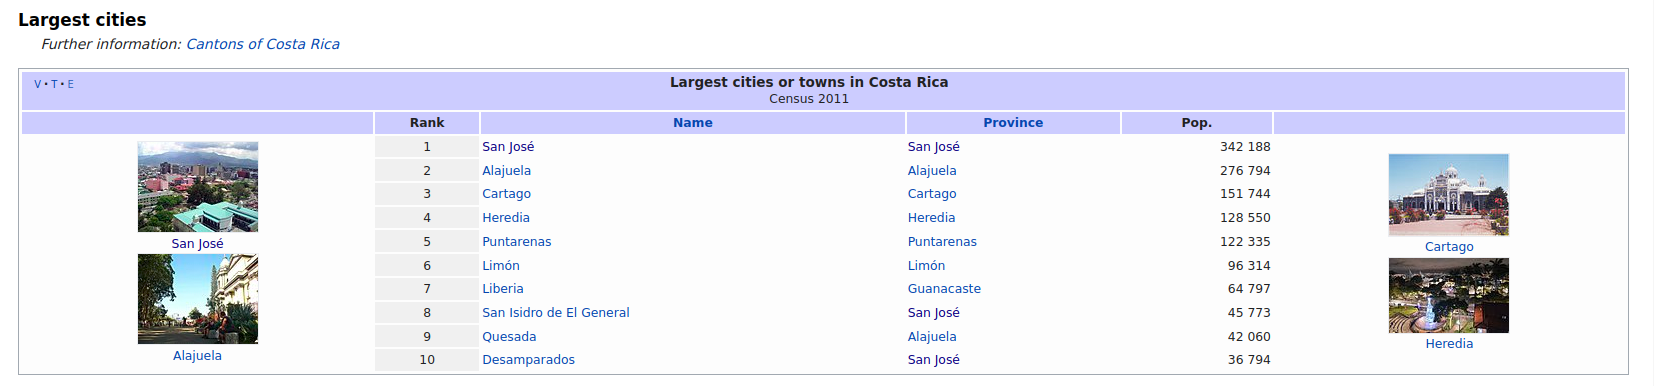 Largest cities
Further information: Cantons of Costa Rica
V · T · E
Largest cities or towns in Costa Rica
Census 2011
Rank Name Province Pop.
1 San José San José 342 188
2 Alajuela Alajuela 276 794
3 Cartago Cartago 151 744
4 Heredia Heredia 128 550
5 Puntarenas Puntarenas 122 335
6 Limón Limón 96 314
7 Liberia Guanacaste 64 797
8 San Isidro de El General San José 45 773
9 Quesada Alajuela 42 060
10 Desamparados San José 36 794
San José
Alajuela
Cartago
Heredia